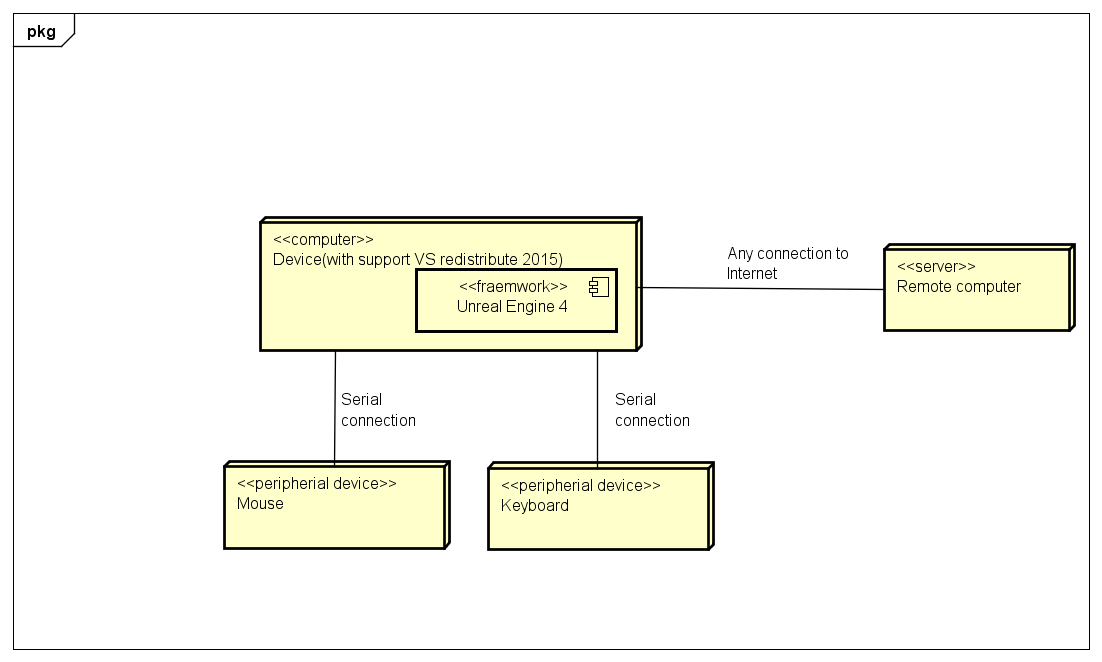 pkg
<<computer>>
Device(with support VS redistribute 2015)
<<fraemwork>>
Unreal Engine 4
Any connection to
Internet
<<server>>
Remote computer
Serial
connection
Serial
connection
<<peripherial device>>
Mouse
<<peripherial device>>
Keyboard